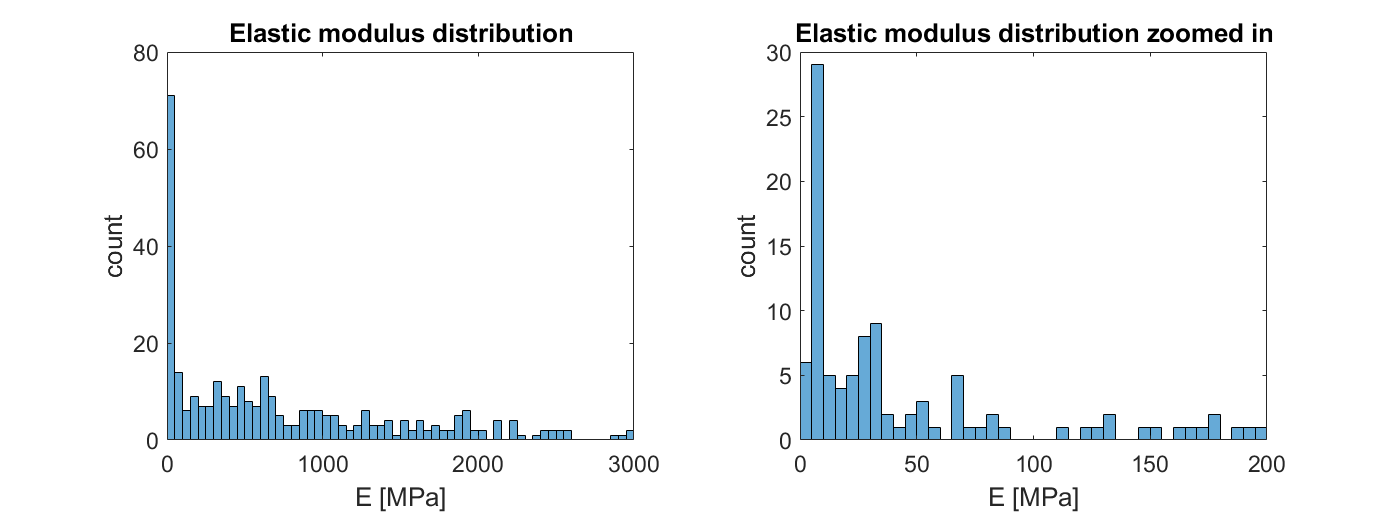 Elastic modulus distribution
80
60
40
20
0
count
0 1000 2000 3000
E [MPa]
Elastic modulus distribution zoomed in
30
25
20
15
10
5
0
count
0 50 100 150 200
E [MPa]